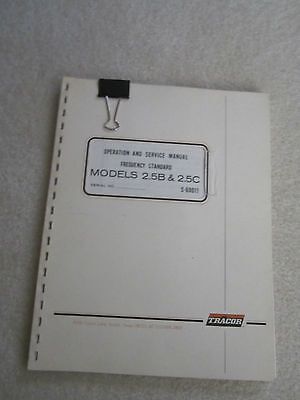 OPERATION AND SERVICE MANUAL
FREQUENCY STANDARD
MODELS 2.5B & 2.5C
SERIAL NO.
S-60011
TRACOR